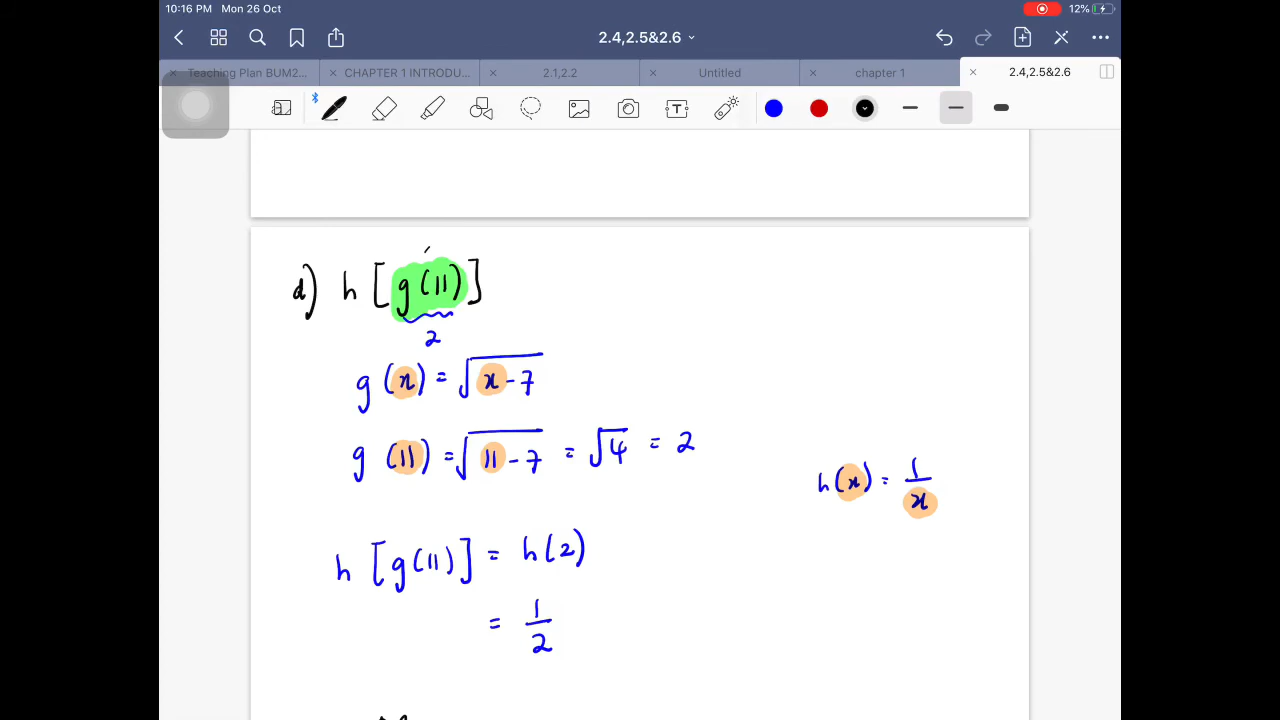 10:16 PM Mon 26 Oct
12%
2.4,2.5&2.6
Teaching Plan BUM2...
CHAPTER 1 INTRODU...
2.1,2.2
Untitled
chapter 1
2.4,2.5&2.6
d) h [g(11)]
2
g (x) = √x-7
g (11) = √11-7 = √4 = 2
h(x) = 1/x
h [g(11)] = h(2)
= 1/2